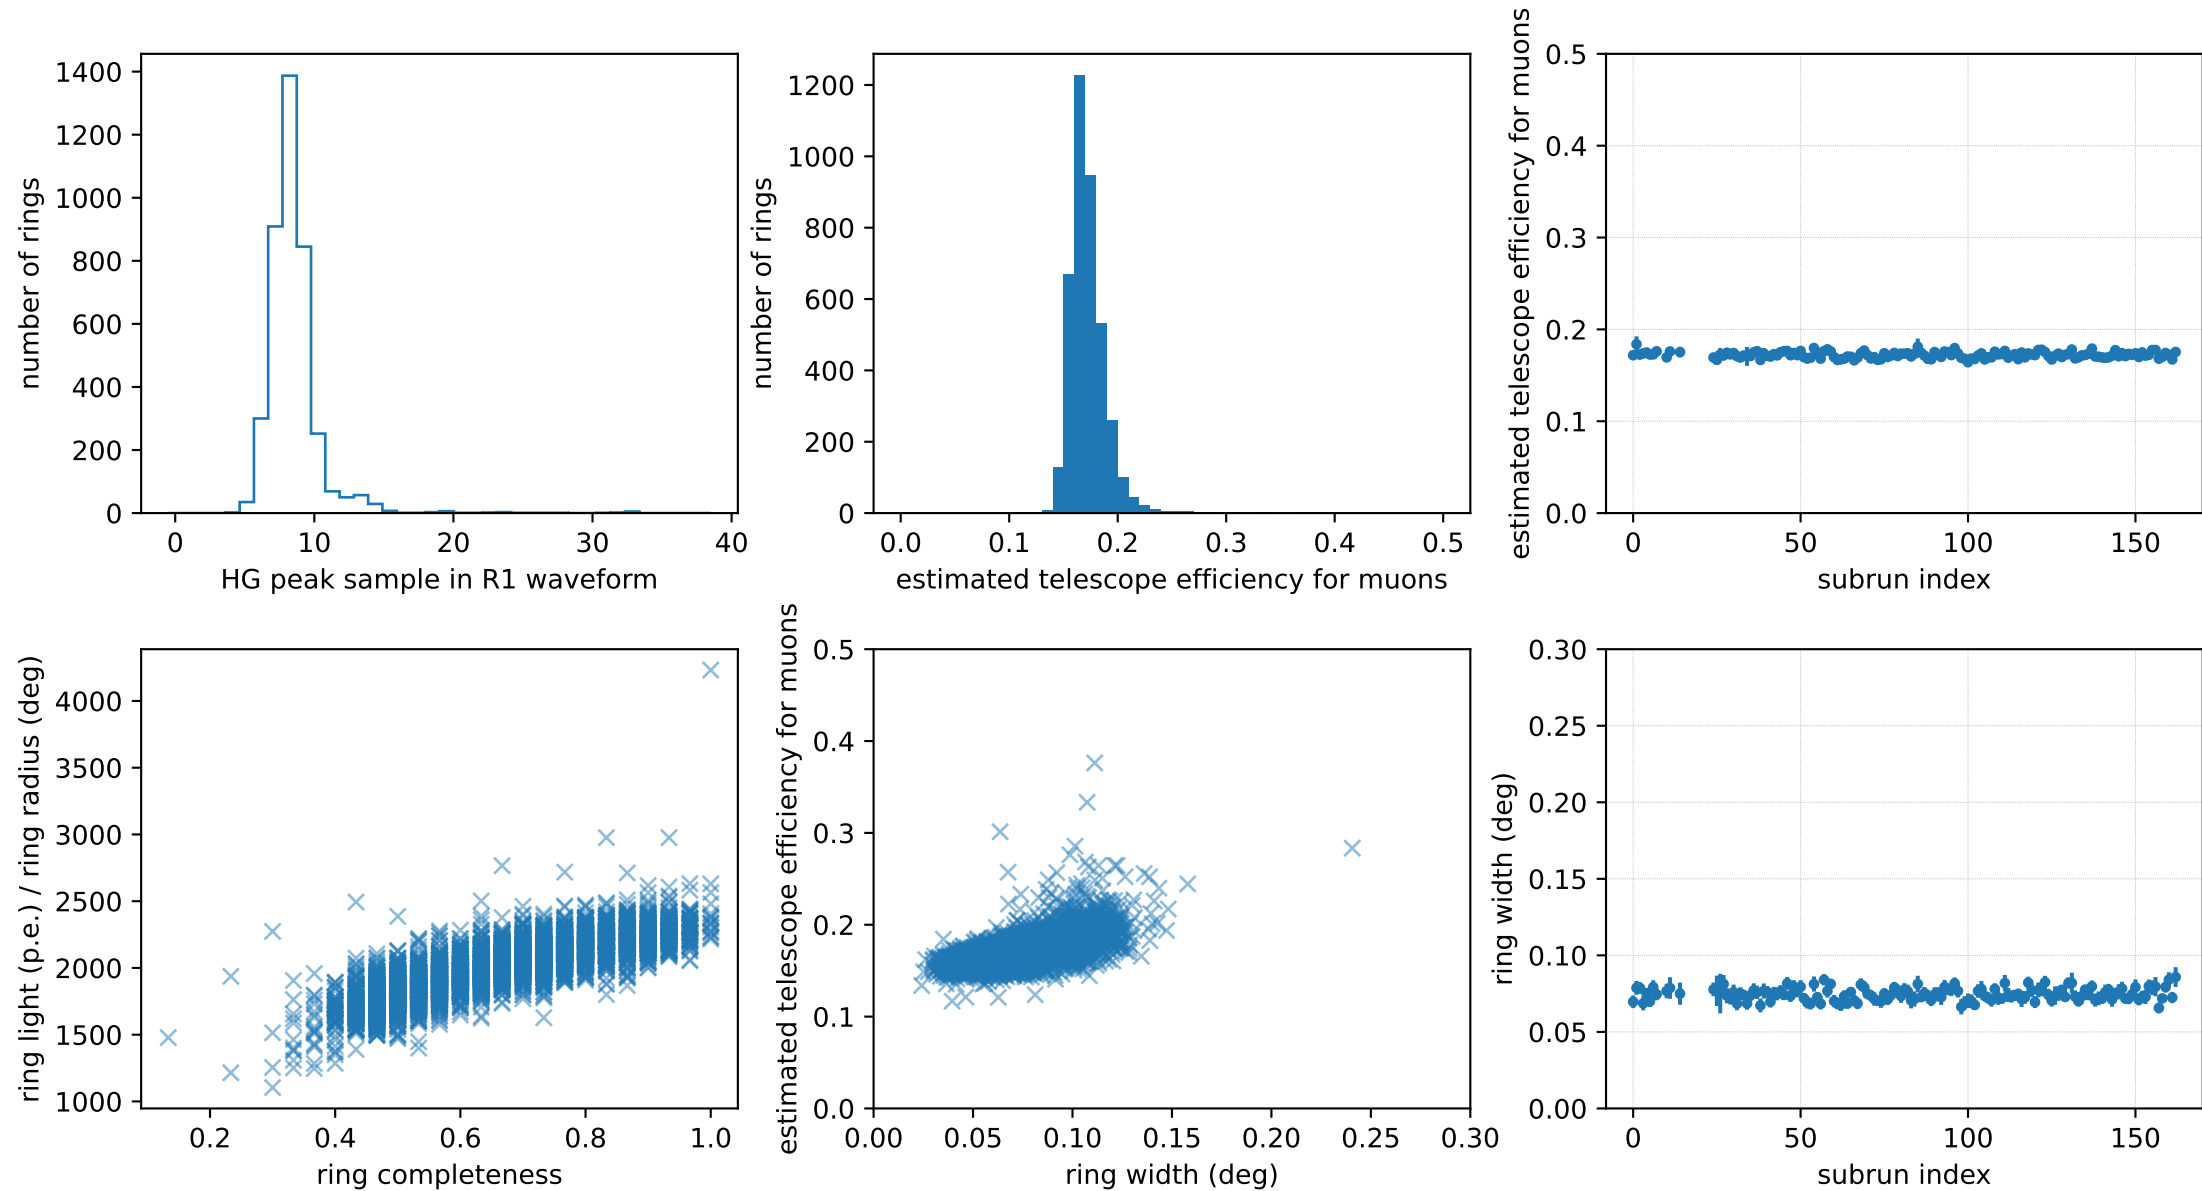 number of rings
1400
1200
1000
800
600
400
200
0
0 10 20 30 40
HG peak sample in R1 waveform
number of rings
1200
1000
800
600
400
200
0
0.0 0.1 0.2 0.3 0.4 0.5
estimated telescope efficiency for muons
estimated telescope efficiency for muons
0.5
0.4
0.3
0.2
0.1
0.0
0 50 100 150
subrun index
ring light (p.e.) / ring radius (deg)
4000
3500
3000
2500
2000
1500
1000
0.2 0.4 0.6 0.8 1.0
ring completeness
estimated telescope efficiency for muons
0.5
0.4
0.3
0.2
0.1
0.0
0.00 0.05 0.10 0.15 0.20 0.25 0.30
ring width (deg)
ring width (deg)
0.30
0.25
0.20
0.15
0.10
0.05
0.00
0 50 100 150
subrun index